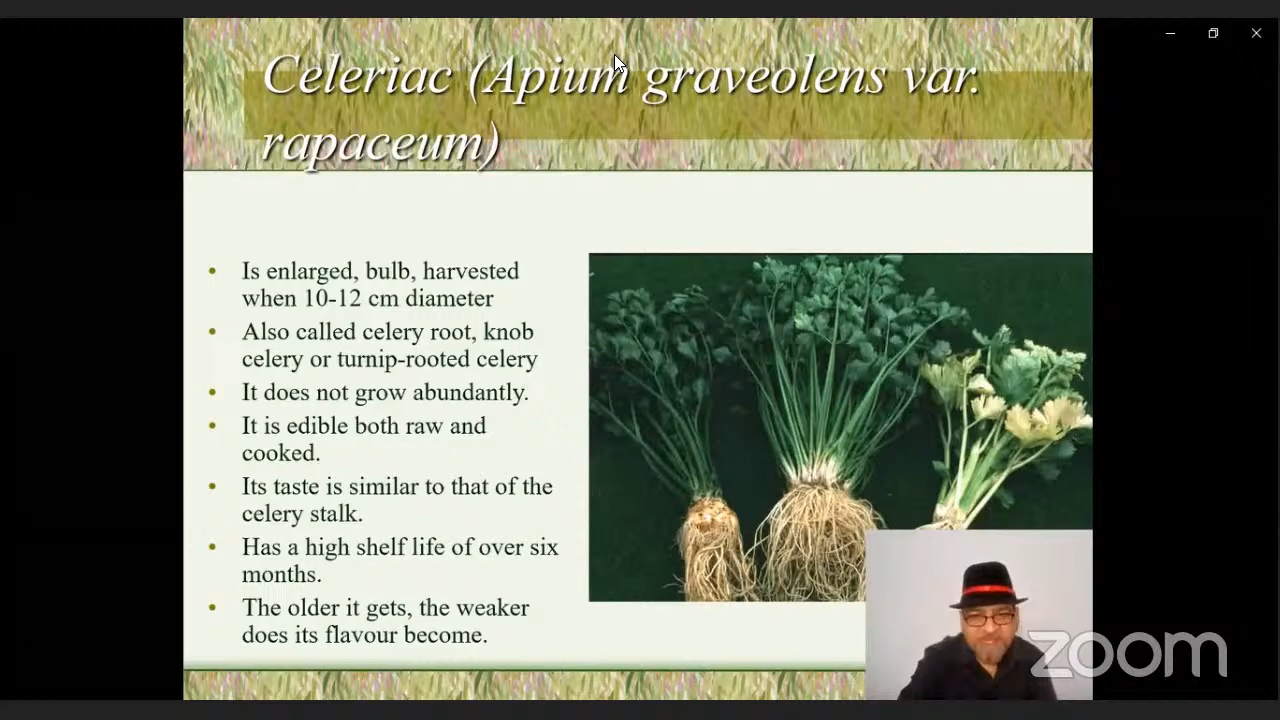 Celeriac (Apium graveolens var.
rapaceum)
• Is enlarged, bulb, harvested
when 10-12 cm diameter
• Also called celery root, knob
celery or turnip-rooted celery
• It does not grow abundantly.
• It is edible both raw and
cooked.
• Its taste is similar to that of the
celery stalk.
• Has a high shelf life of over six
months.
• The older it gets, the weaker
does its flavour become.
zoom